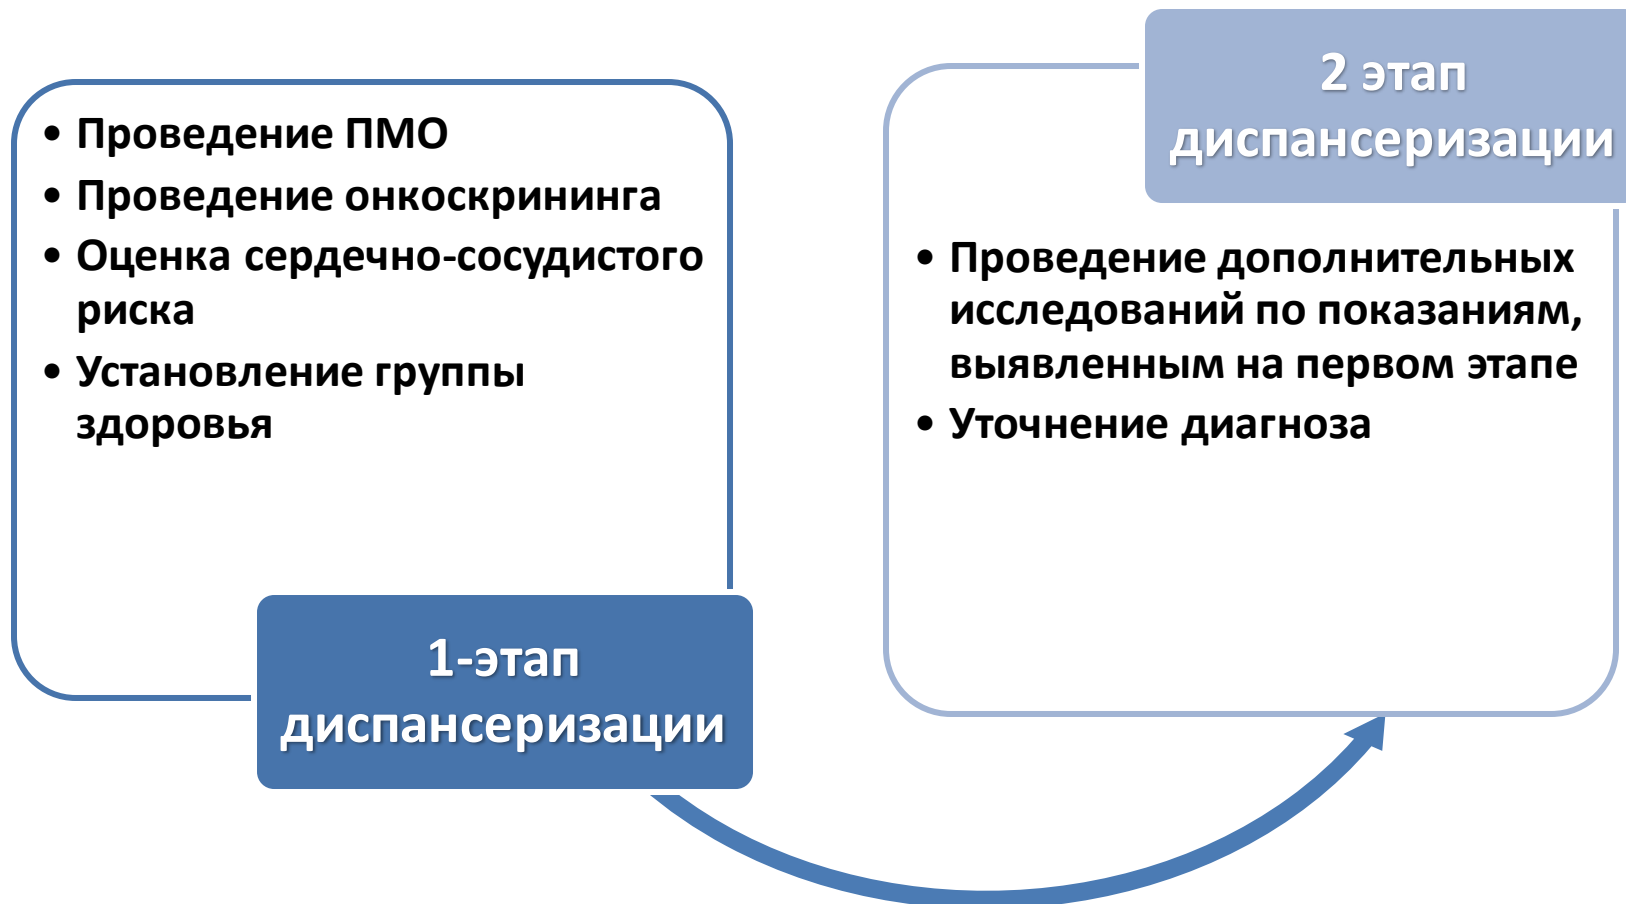 • Проведение ПМО
• Проведение онкоскрининга
• Оценка сердечно-сосудистого
риска
• Установление группы
здоровья
1-этап
диспансеризации
2 этап
диспансеризации
• Проведение дополнительных
исследований по показаниям,
выявленным на первом этапе
• Уточнение диагноза